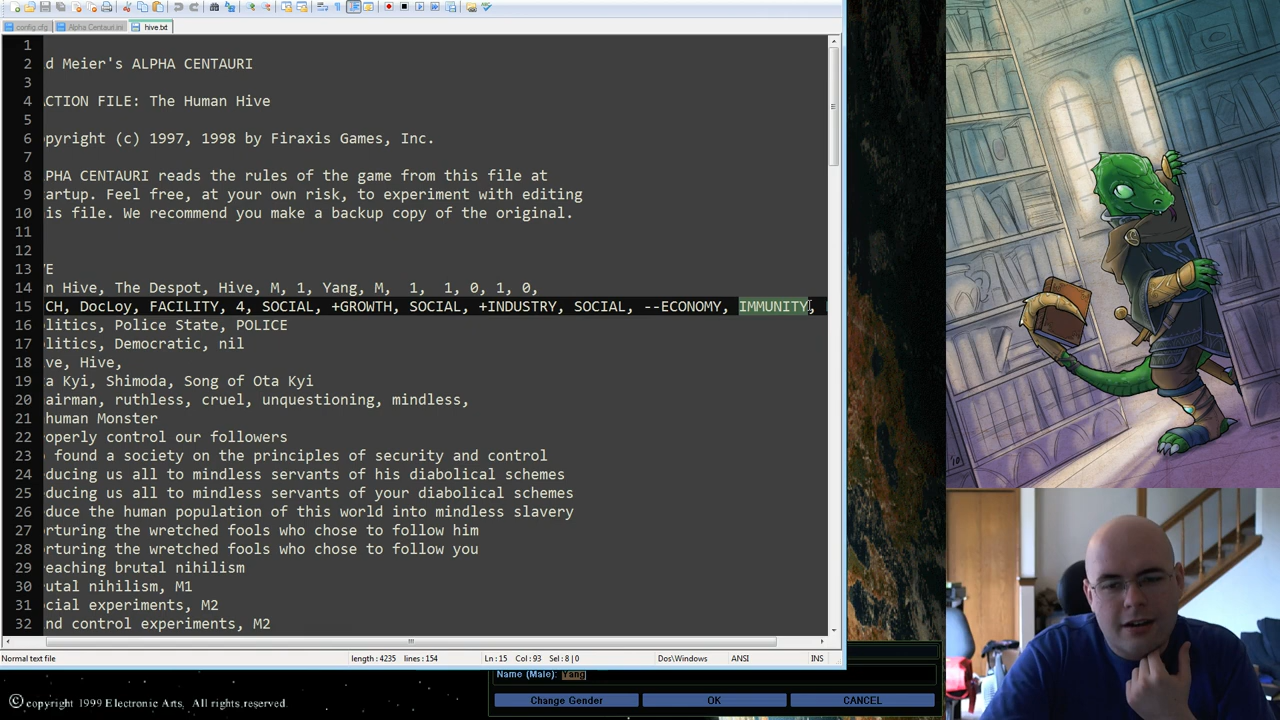 config.cfg
Alpha Centauri.ini
hive.txt
1
2 d Meier's ALPHA CENTAURI
3
4 ACTION FILE: The Human Hive
5
6 opyright (c) 1997, 1998 by Firaxis Games, Inc.
7
8 LPHA CENTAURI reads the rules of the game from this file at
9 artup. Feel free, at your own risk, to experiment with editing
10 is file. We recommend you make a backup copy of the original.
11
12
13 VE
14 n Hive, The Despot, Hive, M, 1, Yang, M, 1, 1, 0, 1, 0,
15 CH, DocLoy, FACILITY, 4, SOCIAL, +GROWTH, SOCIAL, +INDUSTRY, SOCIAL, --ECONOMY, IMMUNITY,
16 litics, Police State, POLICE
17 litics, Democratic, nil
18 ve, Hive,
19 a Kyi, Shimoda, Song of Ota Kyi
20 airman, ruthless, cruel, unquestioning, mindless,
21 human Monster
22 operly control our followers
23 found a society on the principles of security and control
24 ducing us all to mindless servants of his diabolical schemes
25 ducing us all to mindless servants of your diabolical schemes
26 duce the human population of this world into mindless slavery
27 rturing the wretched fools who chose to follow him
28 rturing the wretched fools who chose to follow you
29 eaching brutal nihilism
30 utal nihilism, M1
31 cial experiments, M2
32 nd control experiments, M2
Normal text file length : 4235 lines : 154 Ln : 15 Col : 93 Sel : 8 | 0 Dos\Windows ANSI INS
Name (Male): Yang
Change Gender OK CANCEL
© copyright 1999 Electronic Arts, All rights reserved.
'10